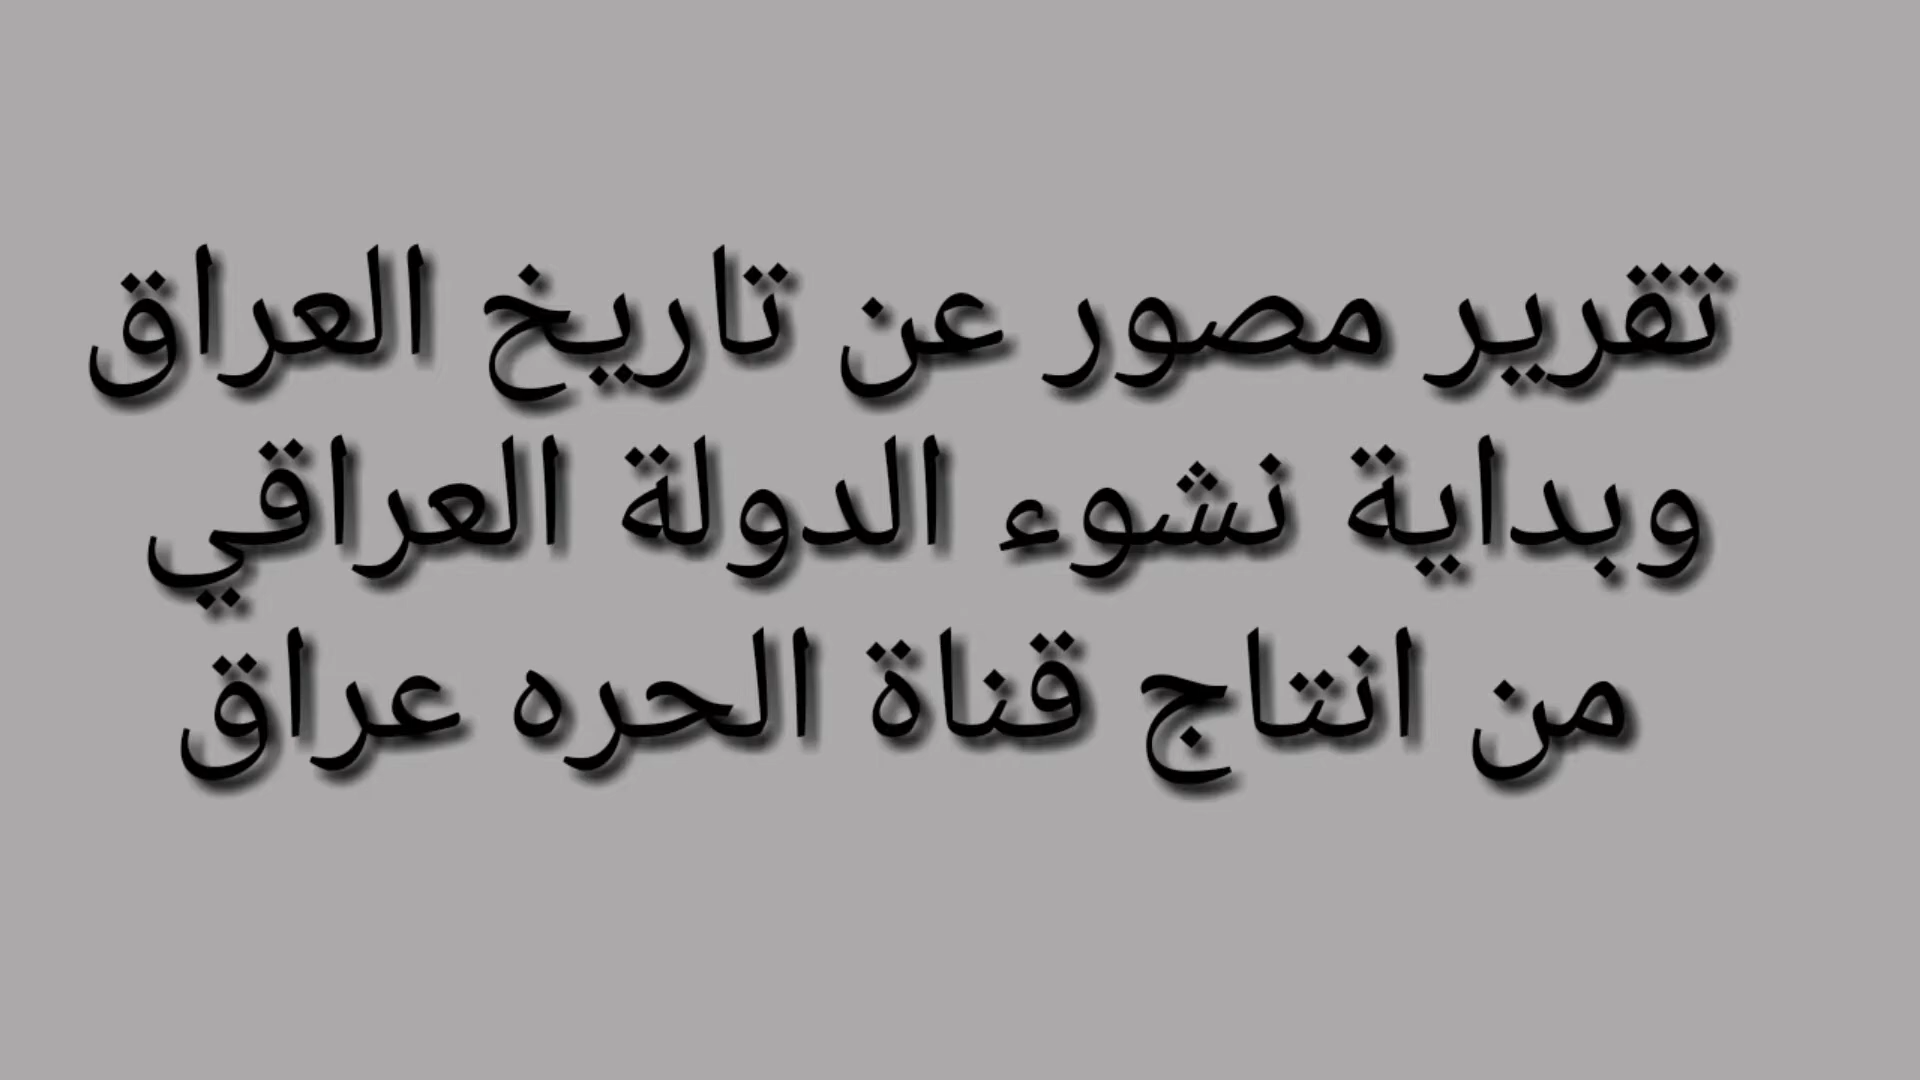 تقرير مصور عن تاريخ العراق
وبداية نشوء الدولة العراقي
من انتاج قناة الحره عراق